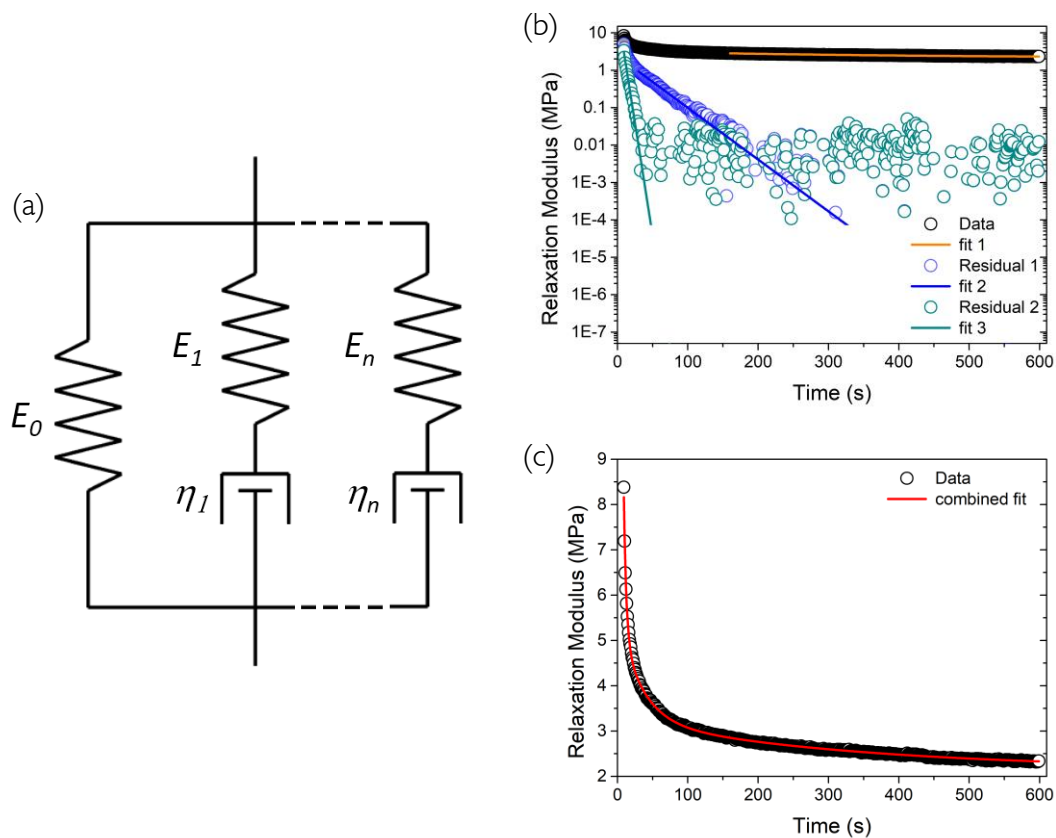 (a)
E0
E1
En
η1
ηn
(b)
Relaxation Modulus (MPa)
10
1
0.1
0.01
1E-3
1E-4
1E-5
1E-6
1E-7
Data
fit 1
Residual 1
fit 2
Residual 2
fit 3
0 100 200 300 400 500 600
Time (s)
(c)
Relaxation Modulus (MPa)
9
8
7
6
5
4
3
2
Data
combined fit
0 100 200 300 400 500 600
Time (s)